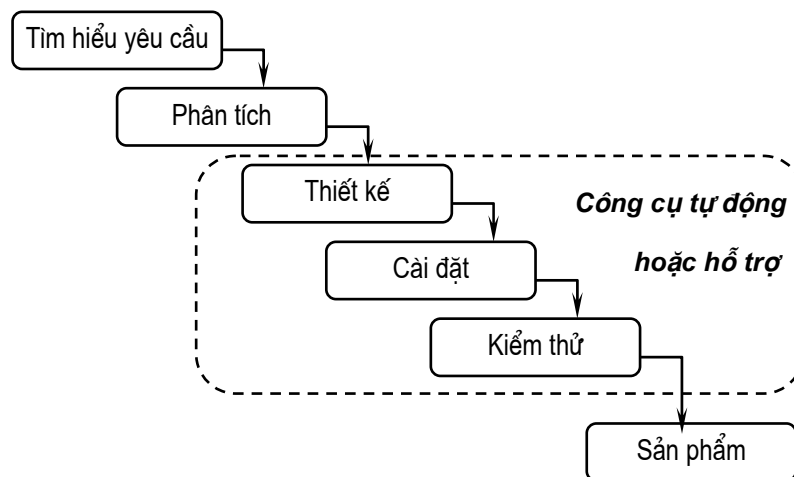 Tìm hiểu yêu cầu
Phân tích
Thiết kế
Công cụ tự động
hoặc hỗ trợ
Cài đặt
Kiểm thử
Sản phẩm